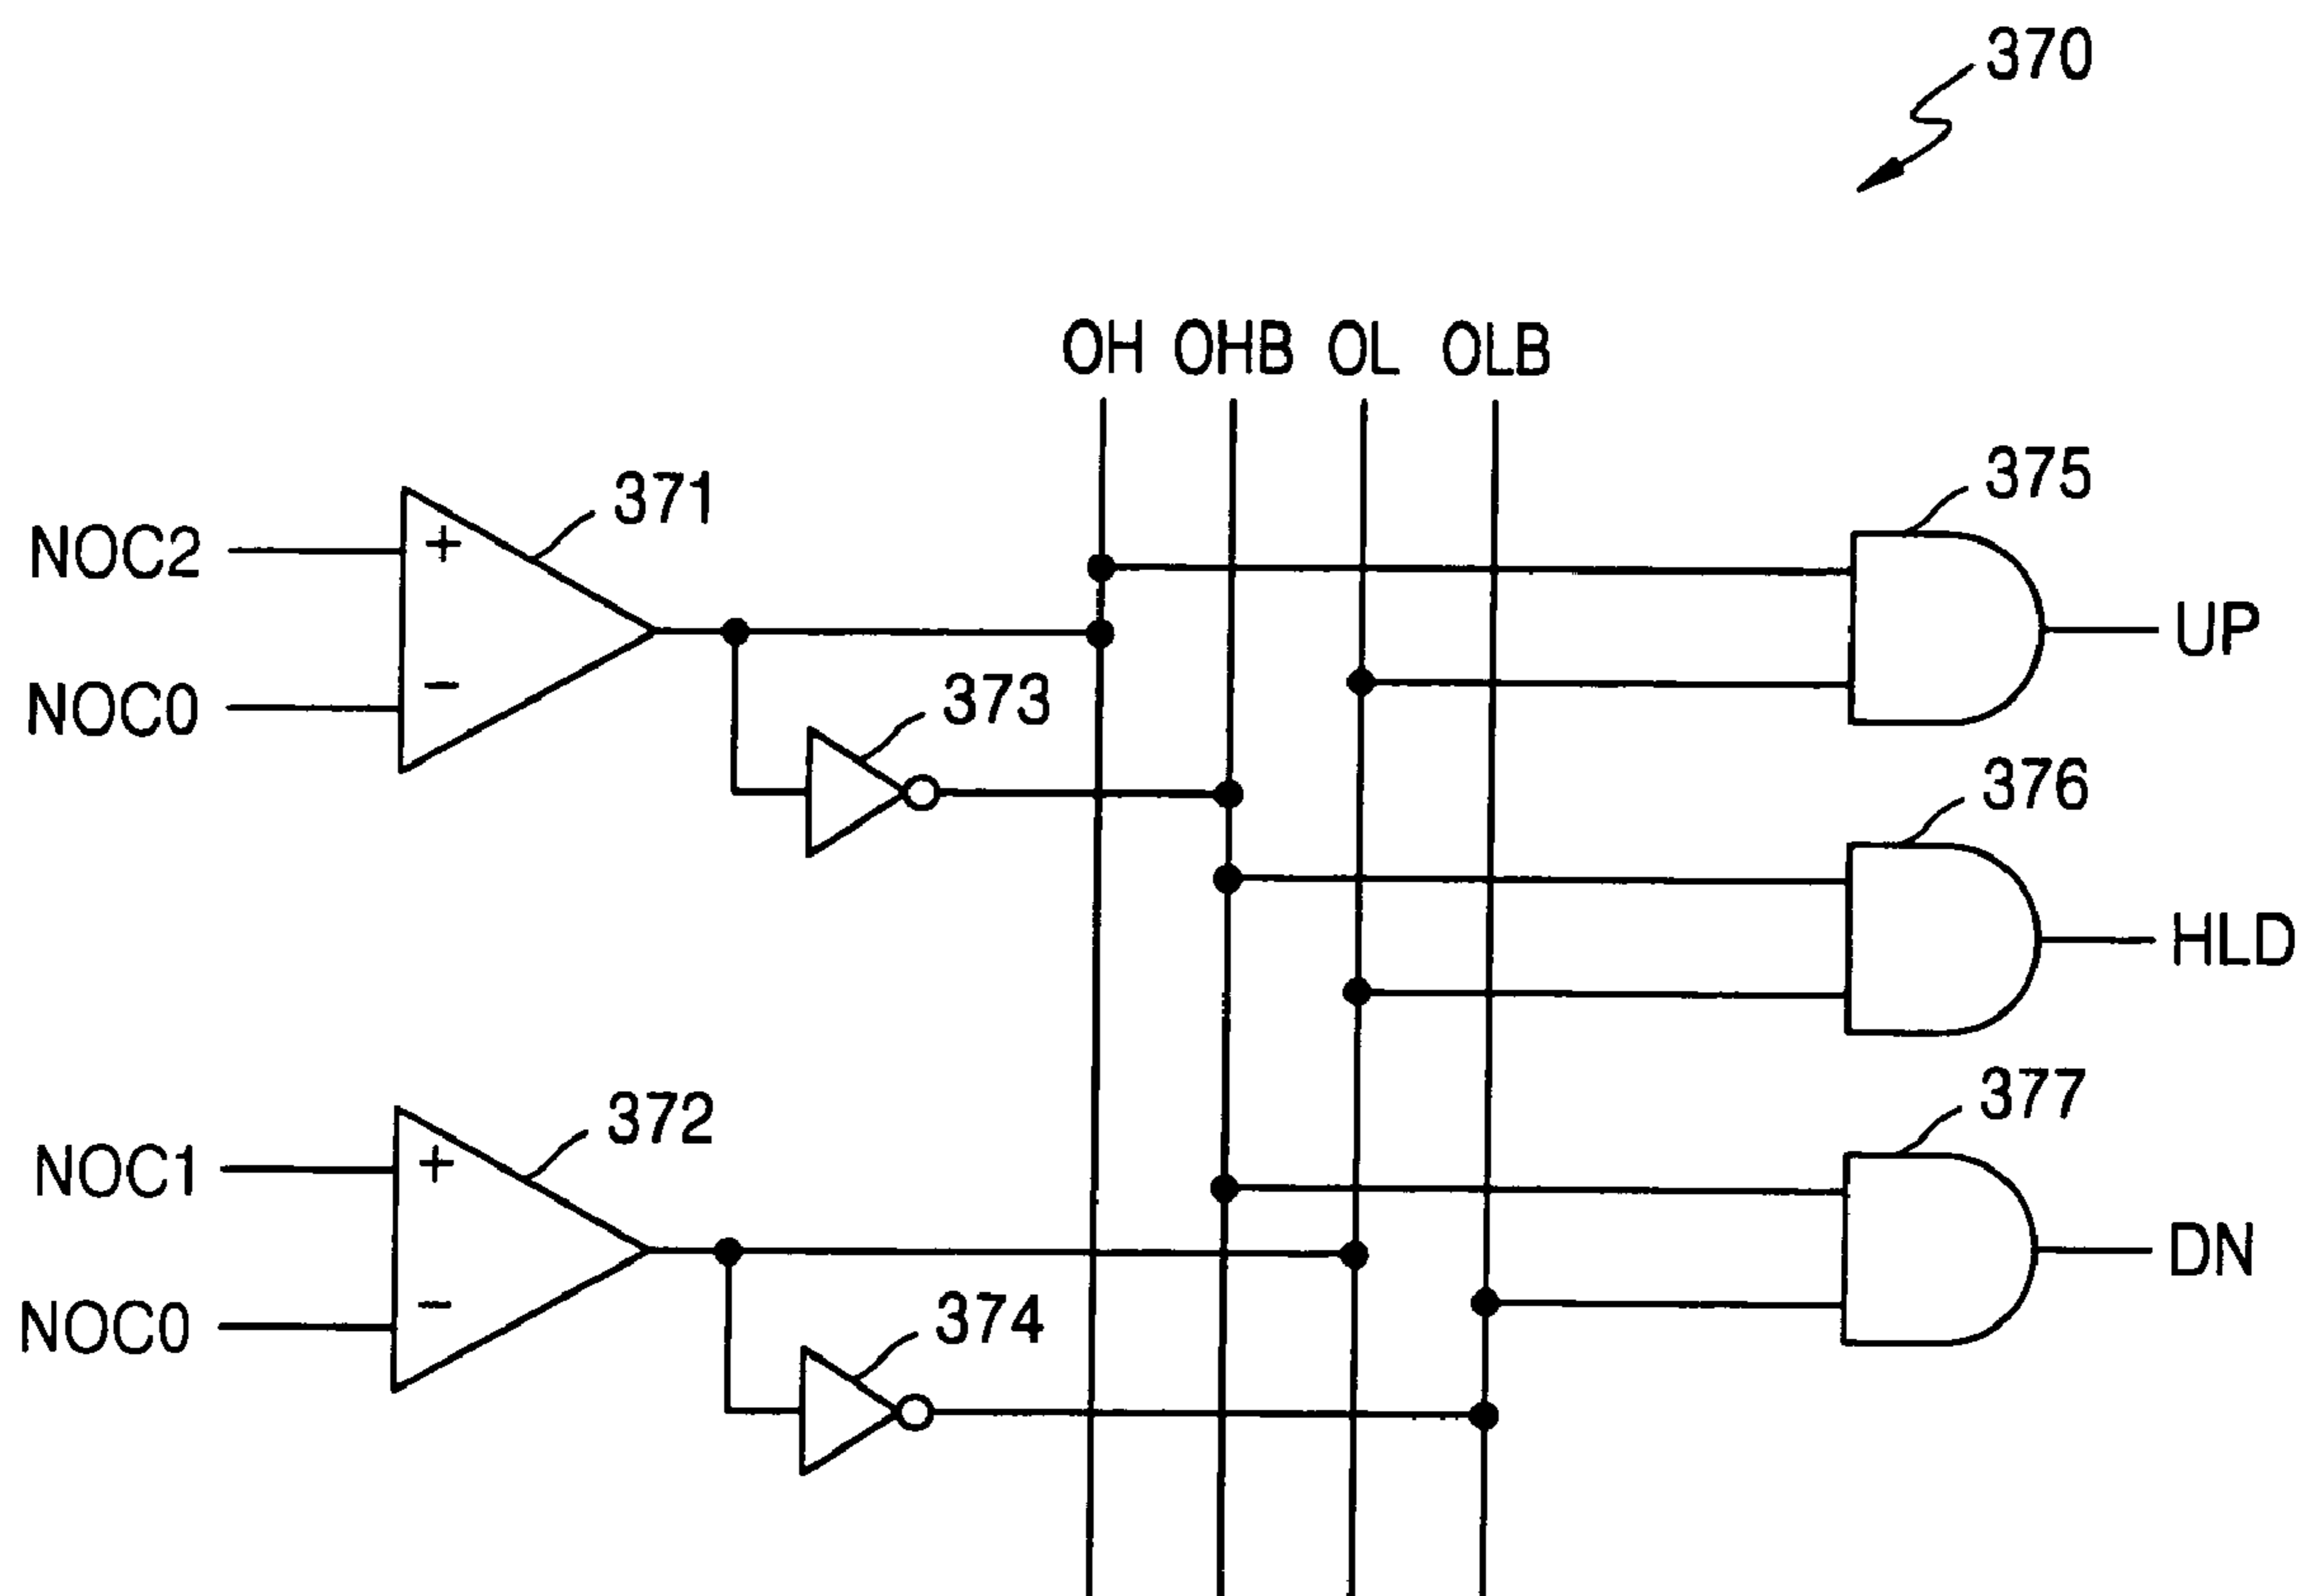 370
OH OHB OL OLB
371
375
NOC2
UP
NOC0
373
376
HLD
372
377
NOC1
DN
NOC0
374